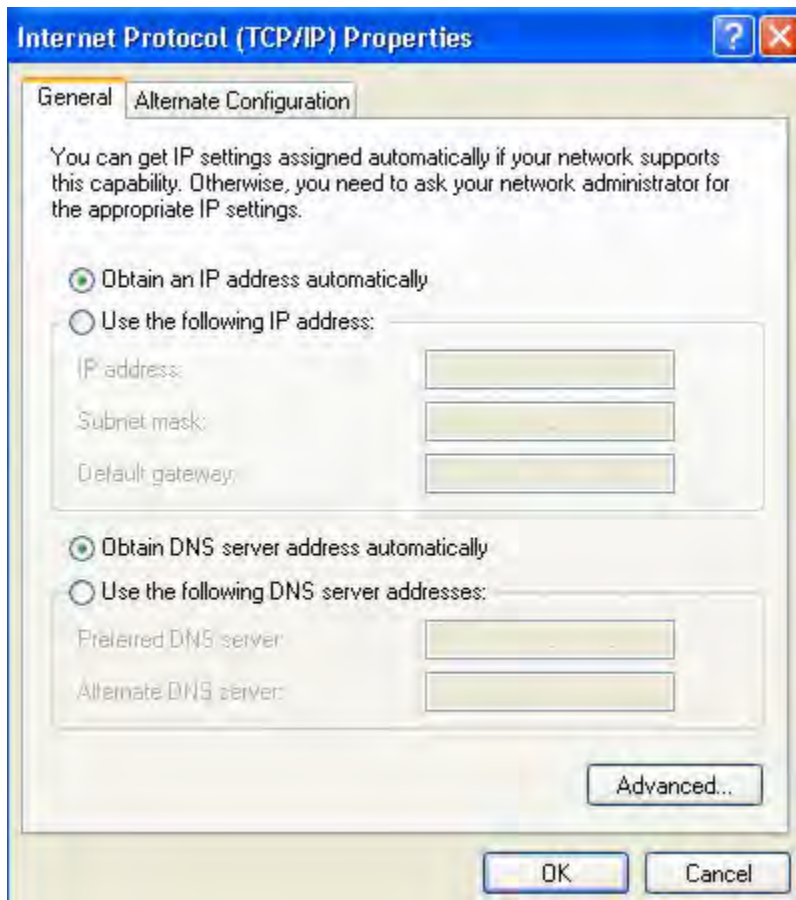 Internet Protocol (TCP/IP) Properties
?
General
Alternate Configuration
You can get IP settings assigned automatically if your network supports
this capability. Otherwise, you need to ask your network administrator for
the appropriate IP settings.
Obtain an IP address automatically
Use the following IP address:
IP address:
Subnet mask:
Default gateway:
Obtain DNS server address automatically
Use the following DNS server addresses:
Preferred DNS server:
Alternate DNS server:
Advanced...
OK
Cancel